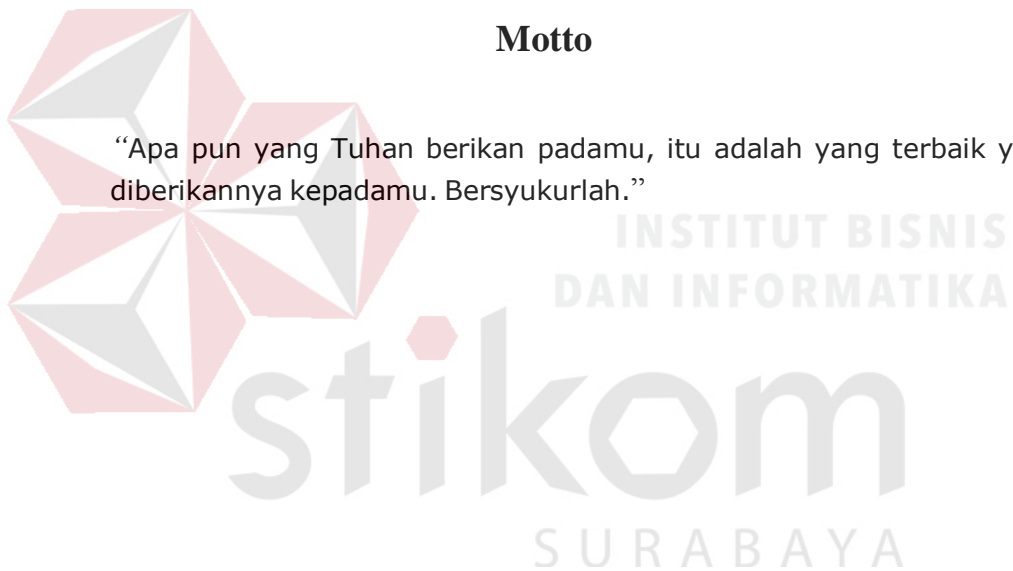 Motto
“Apa pun yang Tuhan berikan padamu, itu adalah yang terbaik y
diberikannya kepadamu. Bersyukurlah.”
INSTITUT BISNIS
DAN INFORMATIKA
stikom
SURABAYA